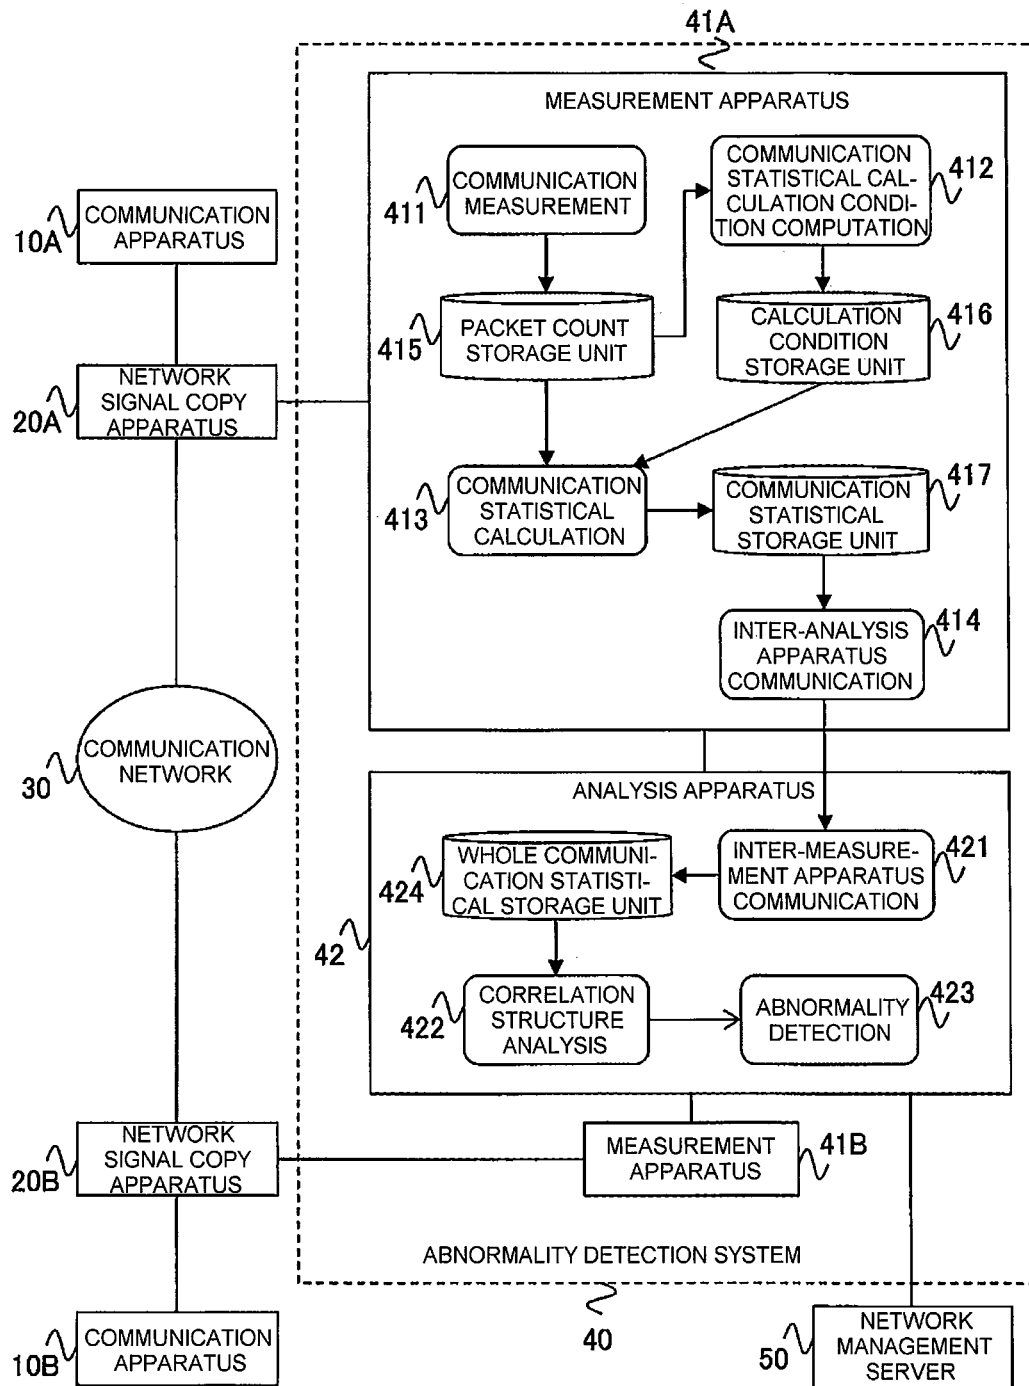 41A
MEASUREMENT APPARATUS
COMMUNICATION
MEASUREMENT
411
COMMUNICATION
STATISTICAL CAL-
CULATION CONDI-
TION COMPUTATION
412
COMMUNICATION
APPARATUS
10A
PACKET COUNT
STORAGE UNIT
415
CALCULATION
CONDITION
STORAGE UNIT
416
NETWORK
SIGNAL COPY
APPARATUS
20A
COMMUNICATION
STATISTICAL
CALCULATION
413
COMMUNICATION
STATISTICAL
STORAGE UNIT
417
INTER-ANALYSIS
APPARATUS
COMMUNICATION
414
COMMUNICATION
NETWORK
30
ANALYSIS APPARATUS
WHOLE COMMUNI-
CATION STATISTI-
CAL STORAGE UNIT
424
INTER-MEASURE-
MENT APPARATUS
COMMUNICATION
421
42
CORRELATION
STRUCTURE
ANALYSIS
422
ABNORMALITY
DETECTION
423
NETWORK
SIGNAL COPY
APPARATUS
20B
MEASUREMENT
APPARATUS
41B
ABNORMALITY DETECTION SYSTEM
40
COMMUNICATION
APPARATUS
10B
NETWORK
MANAGEMENT
SERVER
50